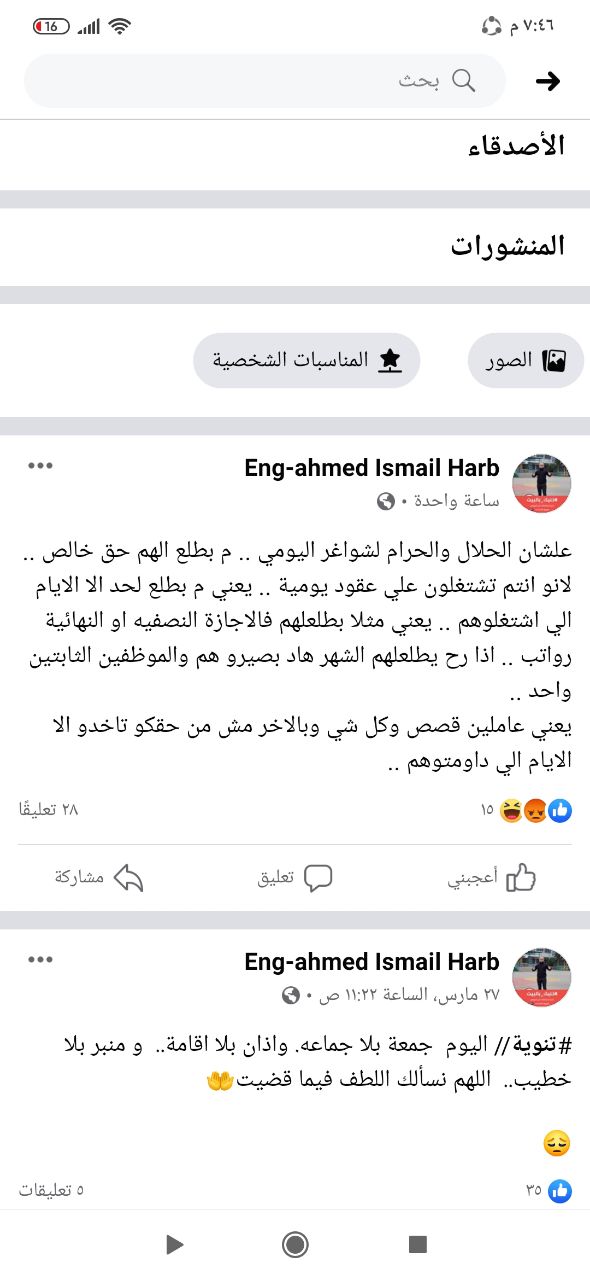 ٧:٤٦ م
16
بحث
الأصدقاء
المنشورات
الصور
المناسبات الشخصية
Eng-ahmed Ismail Harb
ساعة واحدة
علشان الحلال والحرام لشواغر اليومي .. م بطلع الهم حق خالص ..
لانو انتم تشتغلون علي عقود يومية .. يعني م بطلع لحد الا الايام
الي اشتغلوهم .. يعني مثلا بطلعلهم فالاجازة النصفيه او النهائية
رواتب .. اذا رح يطلعلهم الشهر هاد بصيرو هم والموظفين الثابتين
واحد ..
يعني عاملين قصص وكل شي وبالاخر مش من حقكو تاخدو الا
الايام الي داومتوهم ..
١٥
٢٨ تعليقًا
أعجبني
تعليق
مشاركة
Eng-ahmed Ismail Harb
٢٧ مارس، الساعة ١١:٢٢ ص
#تنوية// اليوم جمعة بلا جماعه. واذان بلا اقامة.. و منبر بلا
خطيب.. اللهم نسألك اللطف فيما قضيت🤲
😔
٣٥
٥ تعليقات